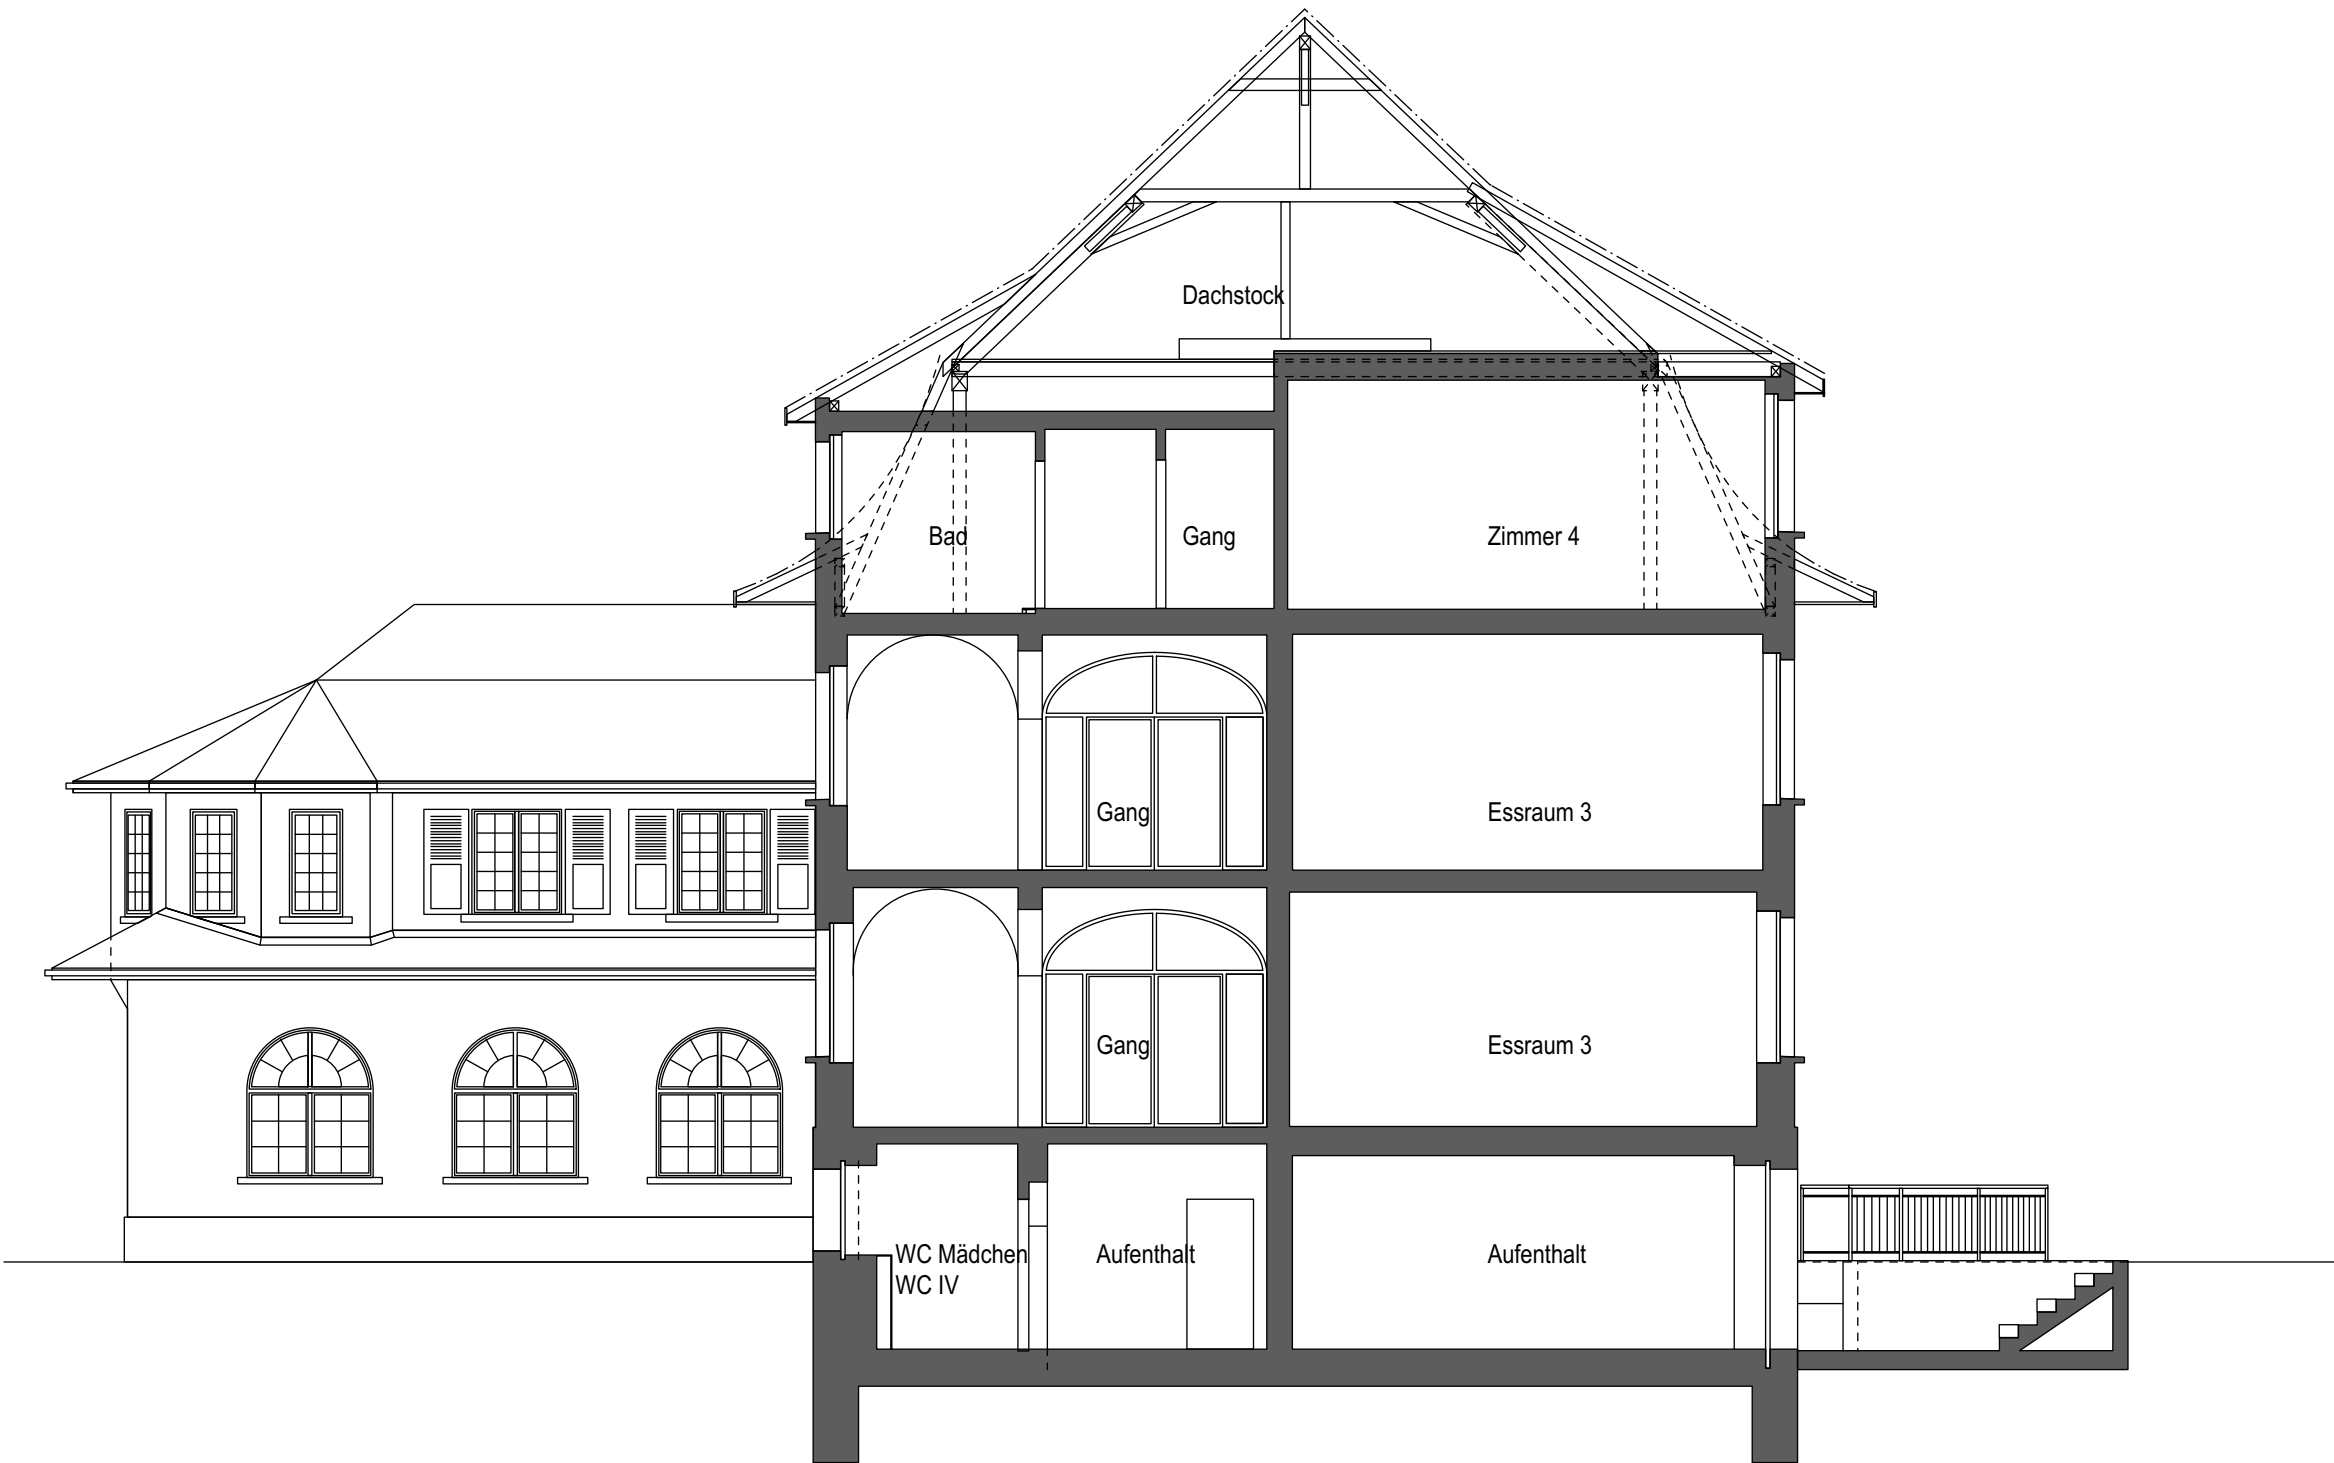 Dachstock
Bad
Gang
Zimmer 4
Gang
Essraum 3
Gang
Essraum 3
WC Mädchen
WC IV
Aufenthalt
Aufenthalt